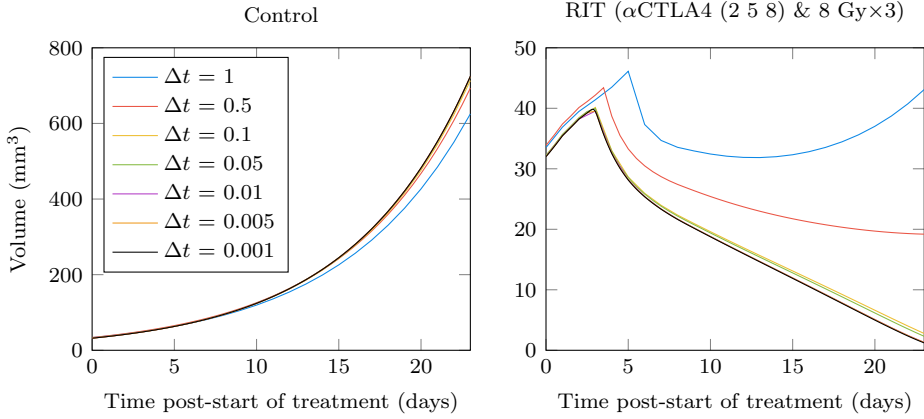 Control
800
600
400
200
0
0 5 10 15 20
Volume (mm³)
Time post-start of treatment (days)
Δt = 1
Δt = 0.5
Δt = 0.1
Δt = 0.05
Δt = 0.01
Δt = 0.005
Δt = 0.001
RIT (αCTLA4 (2 5 8) & 8 Gy×3)
50
40
30
20
10
0
0 5 10 15 20
Time post-start of treatment (days)